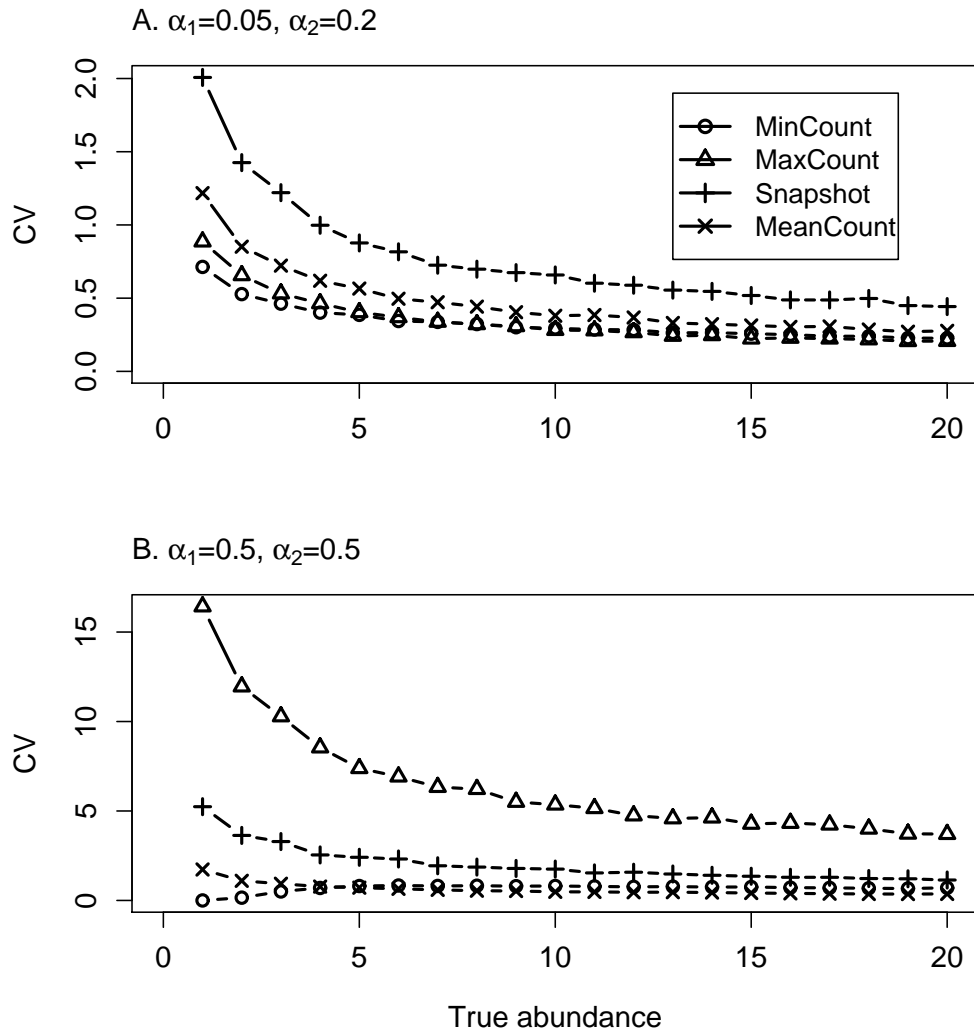 A. α₁=0.05, α₂=0.2
2.0
1.5
1.0
0.5
0.0
CV
MinCount
MaxCount
Snapshot
MeanCount
0 5 10 15 20
B. α₁=0.5, α₂=0.5
15
10
5
0
CV
0 5 10 15 20
True abundance